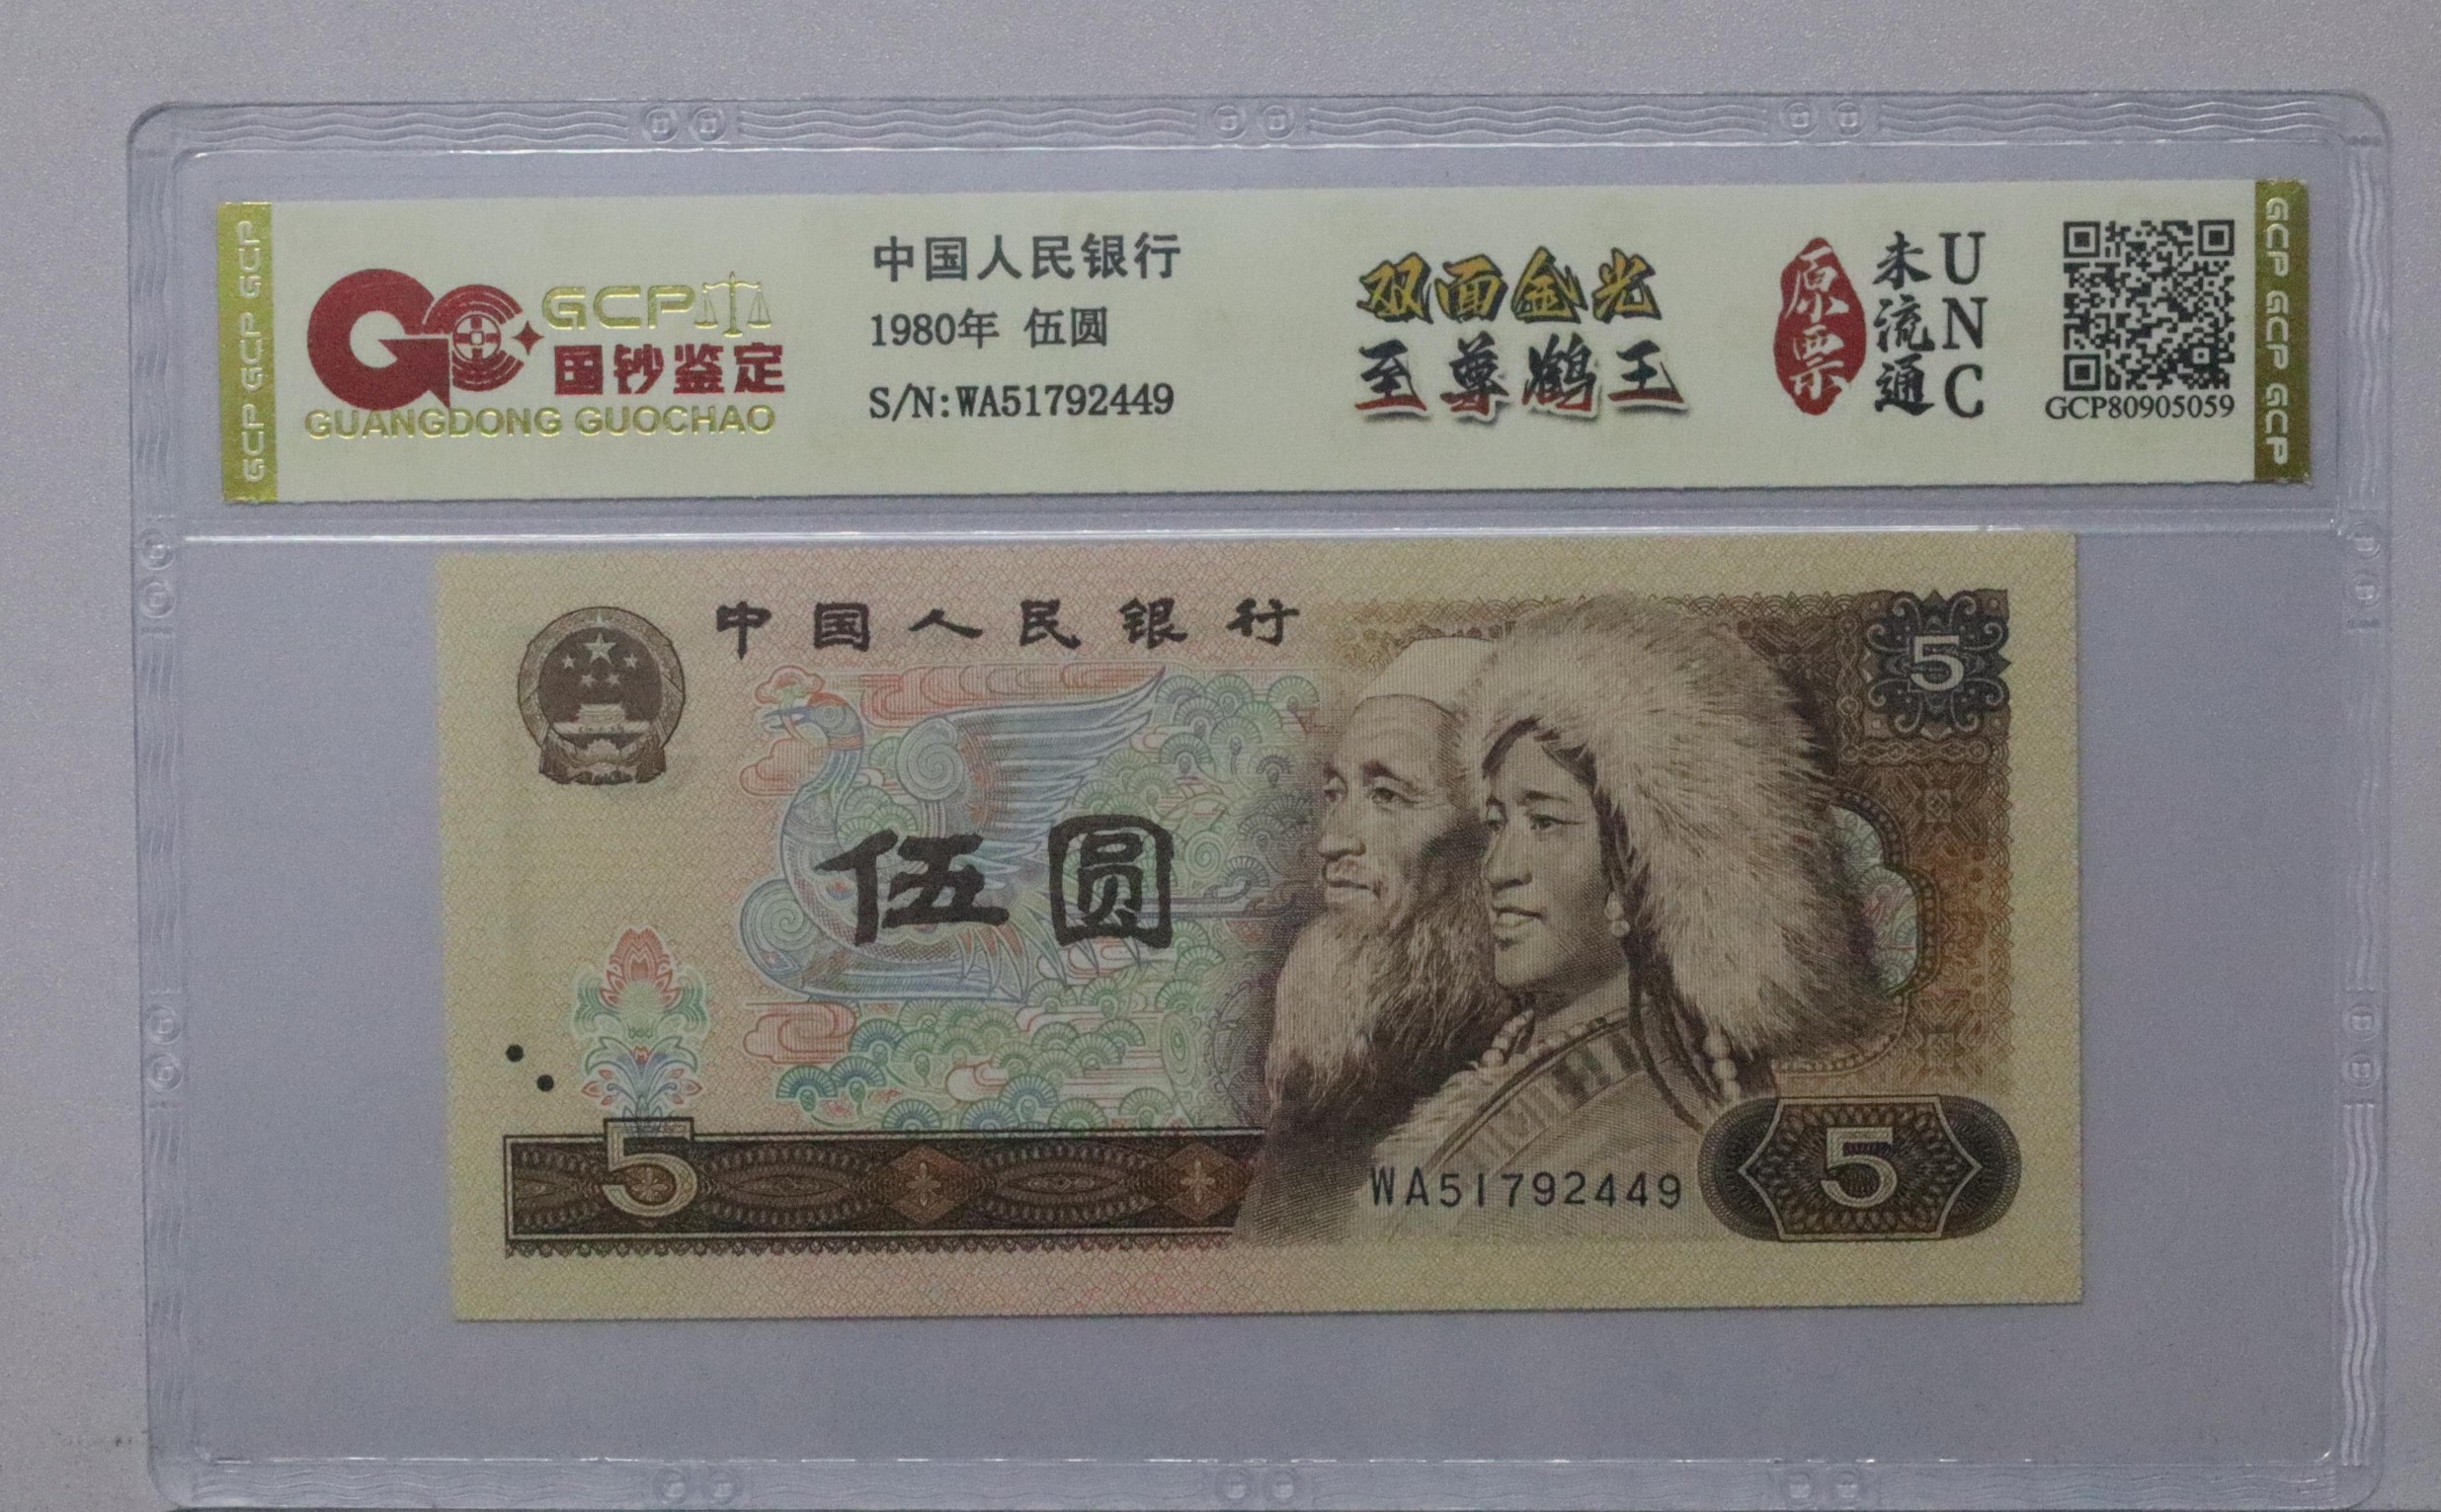 GCP GCP GCP
GCP
国钞鉴定
GUANGDONG GUOCHAO
中国人民银行
1980年 伍圆
S/N:WA51792449
双面金光
至尊鹤王
原票
未流通
UNC
GCP80905059
GCP GCP GCP
中国人民银行
5
伍圆
5
WA51792449
5